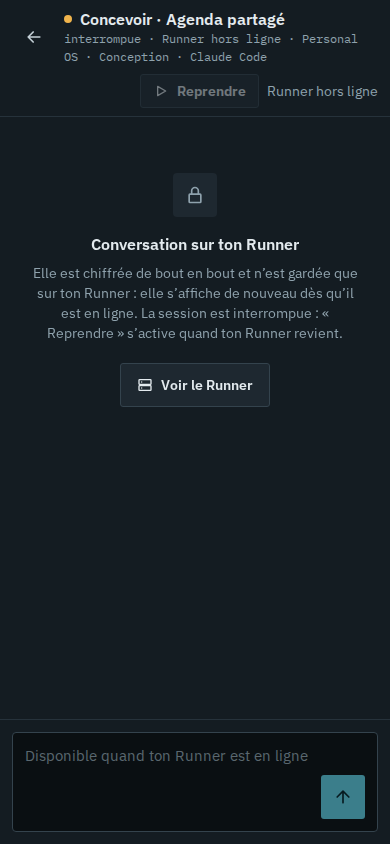 Concevoir · Agenda partagé
interrompue · Runner hors ligne · Personal
OS · Conception · Claude Code
Reprendre
Runner hors ligne
Conversation sur ton Runner
Elle est chiffrée de bout en bout et n’est gardée que
sur ton Runner : elle s’affiche de nouveau dès qu’il
est en ligne. La session est interrompue : «
Reprendre » s’active quand ton Runner revient.
Voir le Runner
Disponible quand ton Runner est en ligne